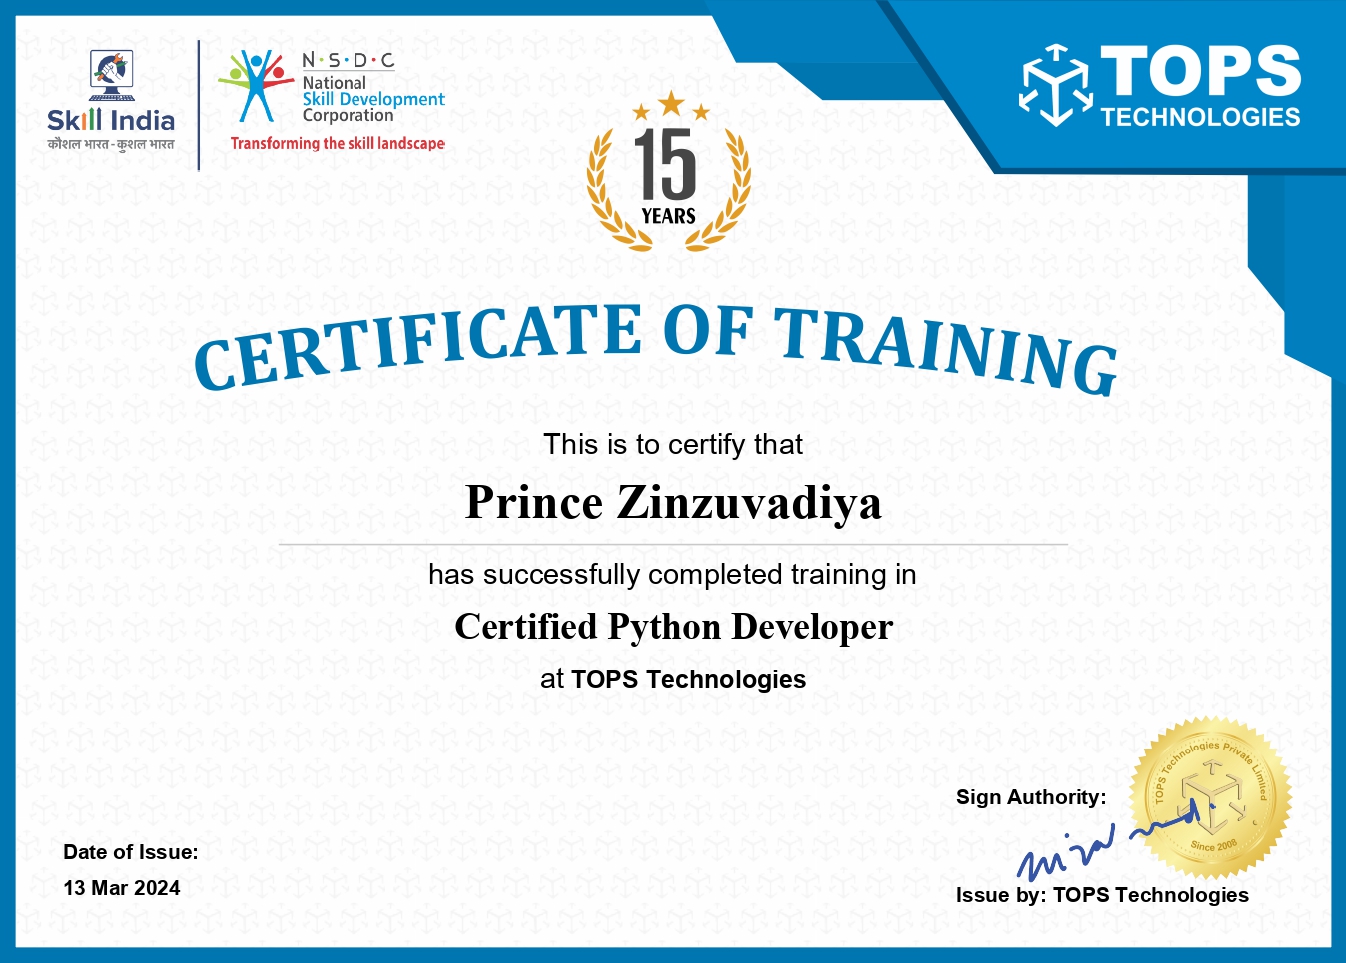 Skill India
कौशल भारत - कुशल भारत
N·S·D·C
National
Skill Development
Corporation
Transforming the skill landscape
15
YEARS
TOPS
TECHNOLOGIES
CERTIFICATE OF TRAINING
This is to certify that
Prince Zinzuvadiya
has successfully completed training in
Certified Python Developer
at TOPS Technologies
Date of Issue:
13 Mar 2024
Sign Authority:
TOPS Technologies Private Limited
Since 2008
Issue by: TOPS Technologies